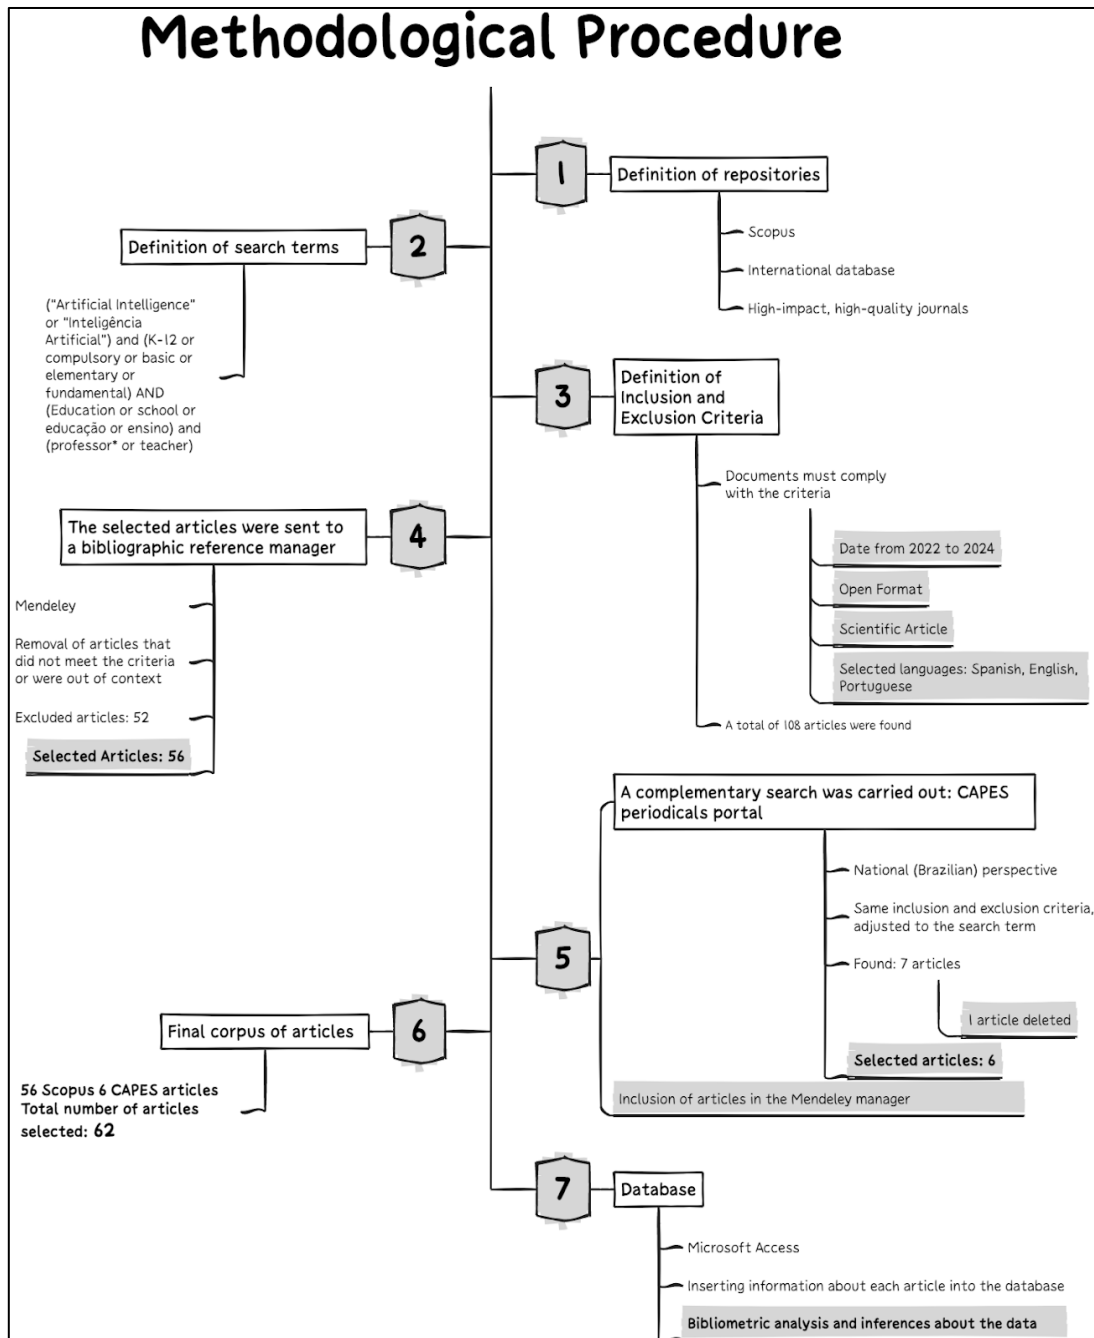 Methodological Procedure
1
Definition of repositories
Scopus
International database
High-impact, high-quality journals
2
Definition of search terms
("Artificial Intelligence"
or "Inteligência
Artificial") and (K-12 or
compulsory or basic or
elementary or
fundamental) AND
(Education or school or
educação or ensino) and
(professor* or teacher)
3
Definition of
Inclusion and
Exclusion Criteria
Documents must comply
with the criteria
Date from 2022 to 2024
Open Format
Scientific Article
Selected languages: Spanish, English,
Portuguese
A total of 108 articles were found
4
The selected articles were sent to
a bibliographic reference manager
Mendeley
Removal of articles that
did not meet the criteria
or were out of context
Excluded articles: 52
Selected Articles: 56
5
A complementary search was carried out: CAPES
periodicals portal
National (Brazilian) perspective
Same inclusion and exclusion criteria,
adjusted to the search term
Found: 7 articles
1 article deleted
Selected articles: 6
Inclusion of articles in the Mendeley manager
6
Final corpus of articles
56 Scopus 6 CAPES articles
Total number of articles
selected: 62
7
Database
Microsoft Access
Inserting information about each article into the database
Bibliometric analysis and inferences about the data